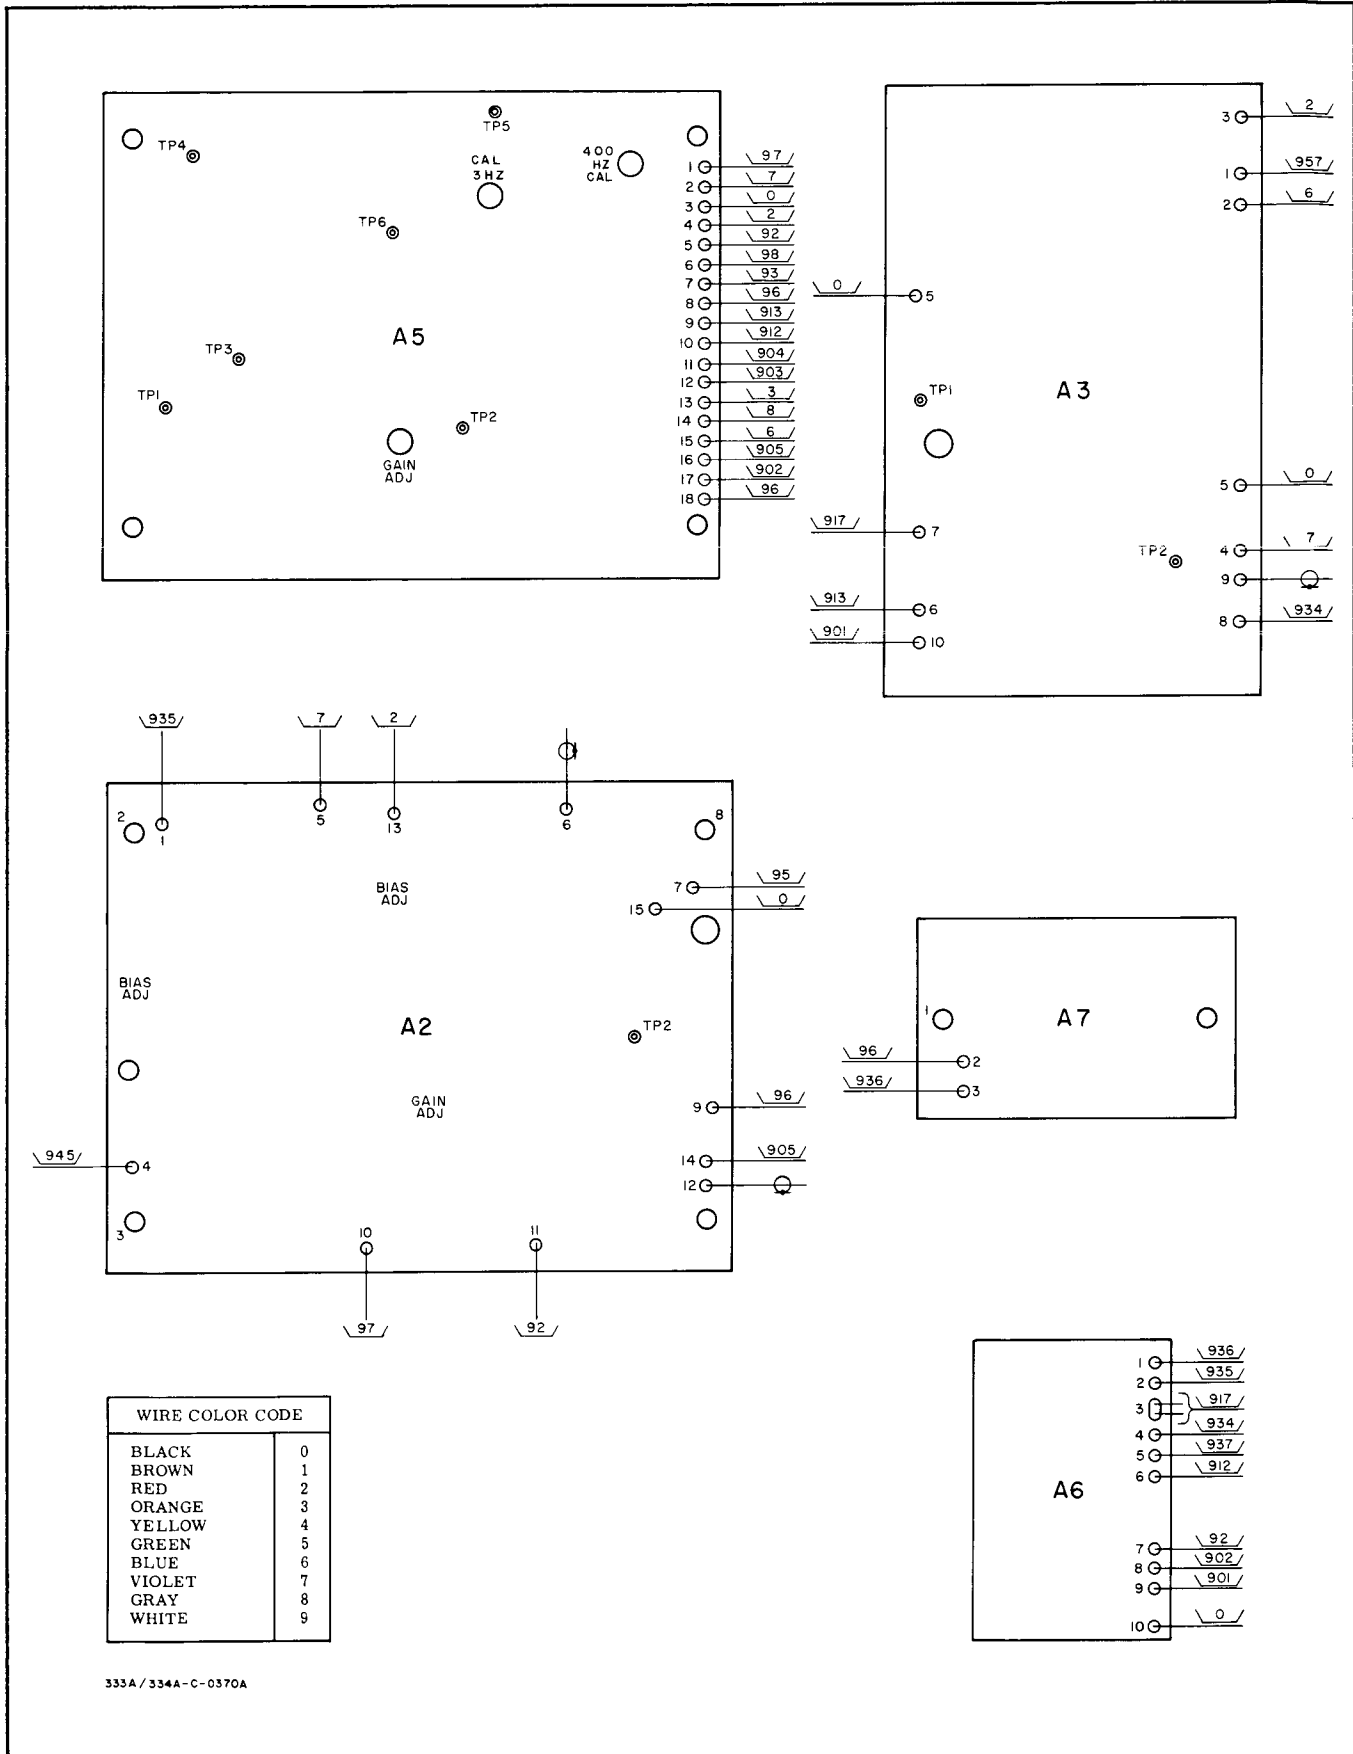 TP5
TP4
CAL
3HZ
400
HZ
CAL
TP6
A5
TP3
TP1
TP2
GAIN
ADJ
1 97
2 7
3 0
4 2
5 92
6 98
7 93
8 96
9 913
10 912
11 904
12 903
13 3
14 8
15 6
16 905
17 902
18 96
3 2
1 957
2 6
0 5
TP1
A3
5 0
917 7
TP2
4 7
9
913 6
8 934
901 10
935
7
2
2
1
5
13
6
8
BIAS
ADJ
7 95
15 0
BIAS
ADJ
A2
TP2
GAIN
ADJ
9 96
945 4
14 905
12
3
10
11
97
92
1
A7
96 2
936 3
1 936
2 935
3 917
4 934
5 937
6 912
A6
7 92
8 902
9 901
10 0
WIRE COLOR CODE
BLACK 0
BROWN 1
RED 2
ORANGE 3
YELLOW 4
GREEN 5
BLUE 6
VIOLET 7
GRAY 8
WHITE 9
333A/334A-C-0370A